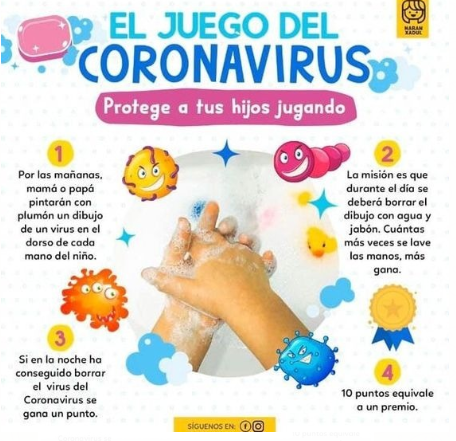 EL JUEGO DEL
CORONAVIRUS
NARAN
XADUL
Protege a tus hijos jugando
1
Por las mañanas,
mamá o papá
pintarán con
plumón un dibujo
de un virus en el
dorso de cada
mano del niño.
2
La misión es que
durante el día se
deberá borrar el
dibujo con agua y
jabón. Cuántas
más veces se lave
las manos, más
gana.
3
Si en la noche ha
conseguido borrar
el virus del
Coronavirus se
gana un punto.
4
10 puntos equivale
a un premio.
SÍGUENOS EN: